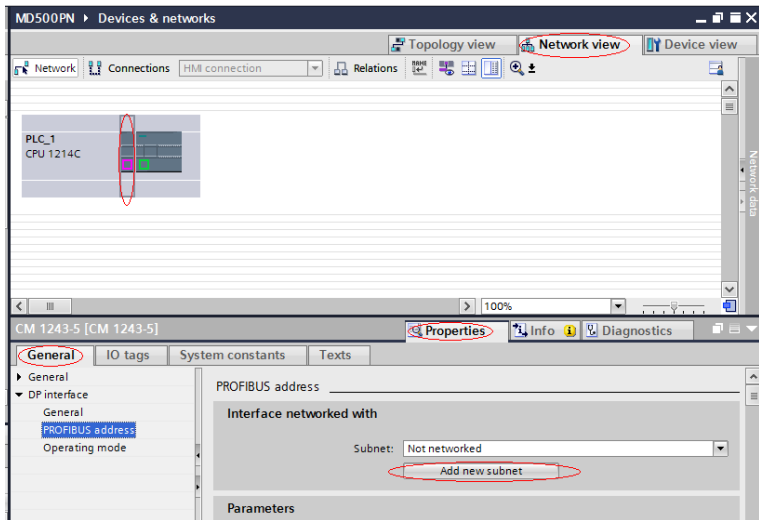 MD500PN ▸ Devices & networks
Topology view Network view Device view
Network Connections HMI connection Relations
PLC_1
CPU 1214C
Network data
100%
CM 1243-5 [CM 1243-5]
Properties Info Diagnostics
General IO tags System constants Texts
General
DP interface
General
PROFIBUS address
Operating mode
PROFIBUS address
Interface networked with
Subnet: Not networked
Add new subnet
Parameters